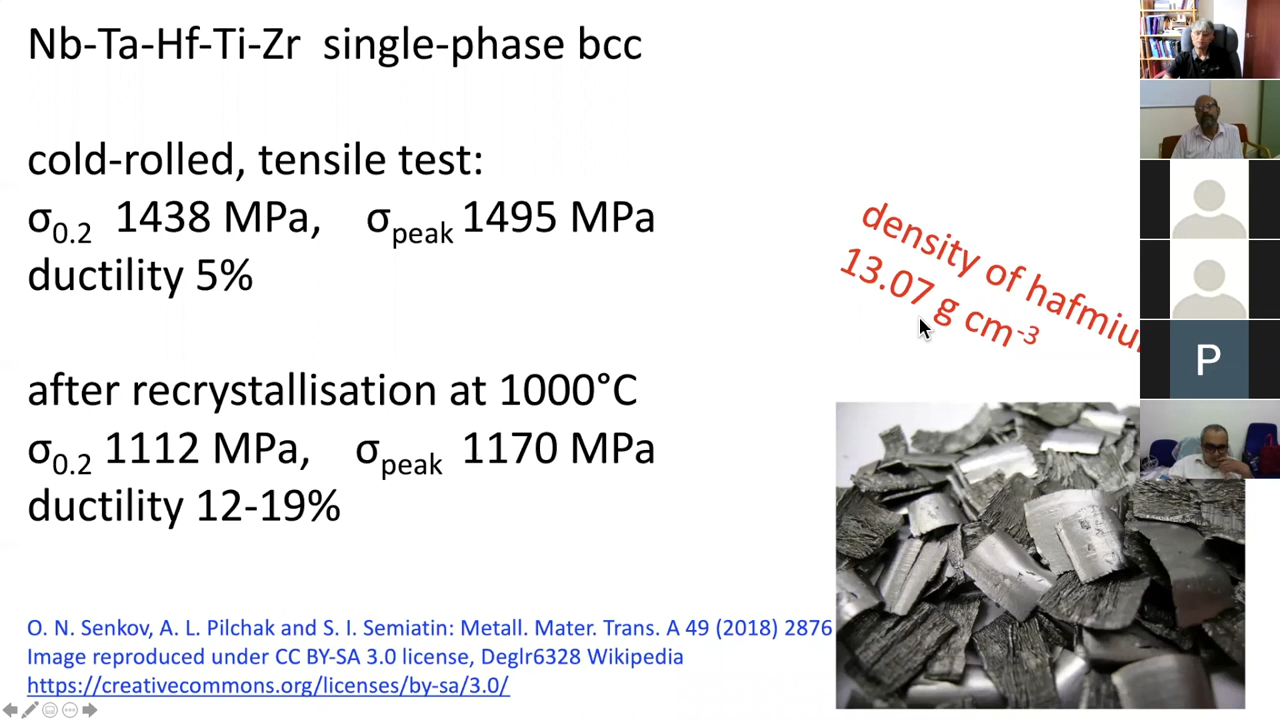 Nb-Ta-Hf-Ti-Zr single-phase bcc
cold-rolled, tensile test:
σ0.2 1438 MPa, σpeak 1495 MPa
ductility 5%
after recrystallisation at 1000°C
σ0.2 1112 MPa, σpeak 1170 MPa
ductility 12-19%
density of hafmiu
13.07 g cm-3
P
O. N. Senkov, A. L. Pilchak and S. I. Semiatin: Metall. Mater. Trans. A 49 (2018) 2876
Image reproduced under CC BY-SA 3.0 license, Deglr6328 Wikipedia
https://creativecommons.org/licenses/by-sa/3.0/